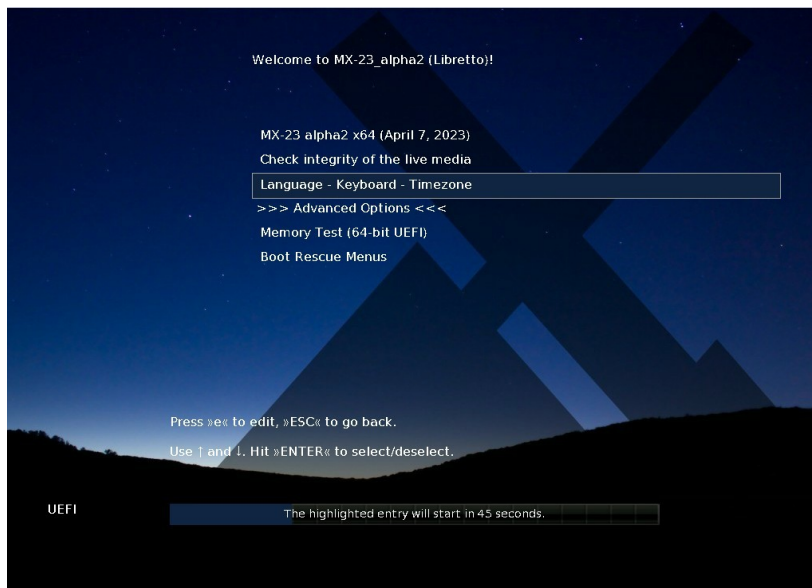 Welcome to MX-23_alpha2 (Libretto)!
MX-23 alpha2 x64 (April 7, 2023)
Check integrity of the live media
Language - Keyboard - Timezone
>>> Advanced Options <<<
Memory Test (64-bit UEFI)
Boot Rescue Menus
Press »e« to edit, »ESC« to go back.
Use ↑ and ↓. Hit »ENTER« to select/deselect.
UEFI
The highlighted entry will start in 45 seconds.